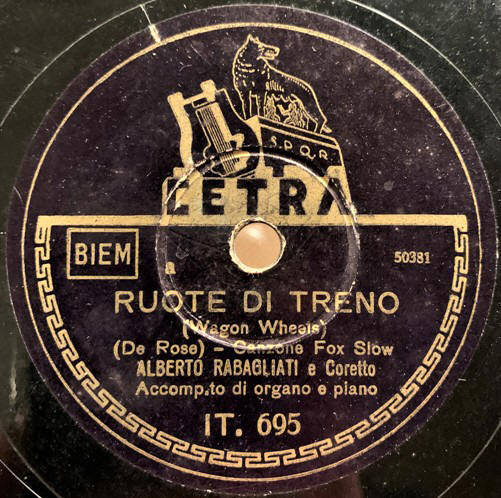 S.P.Q.R.
CETRA
BIEM
50381
a
RUOTE DI TRENO
(Wagon Wheels)
(De Rose) - Canzone Fox Slow
ALBERTO RABAGLIATI e Coretto
Accomp.to di organo e piano
IT. 695